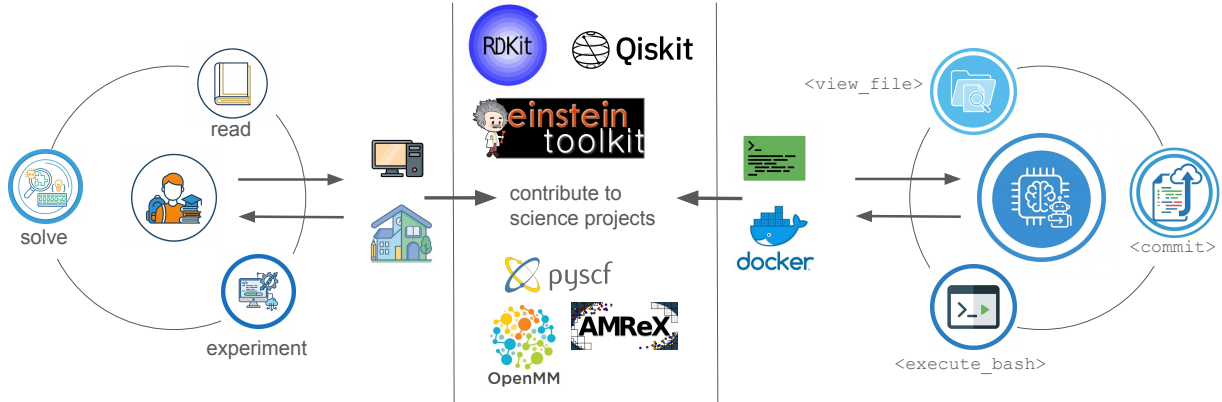 read
solve
experiment
RDKit
Qiskit
einstein
toolkit
contribute to
science projects
pyscf
OpenMM
AMReX
>_
docker
<view_file>
<commit>
>_
<execute_bash>